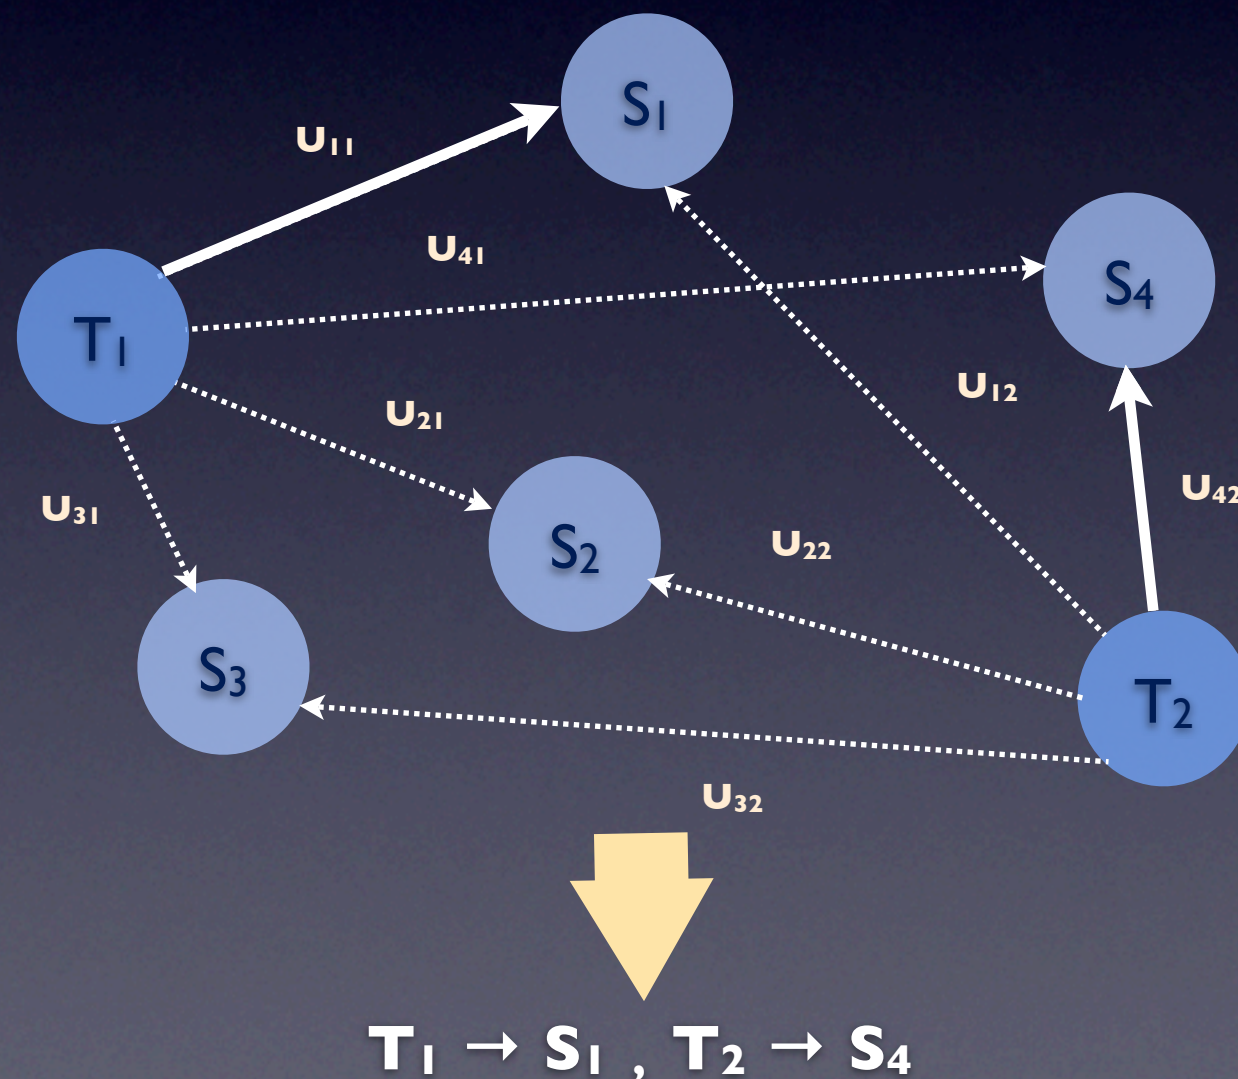 S₁
U₁₁
U₄₁
S₄
T₁
U₁₂
U₂₁
U₄₂
U₃₁
S₂
U₂₂
S₃
T₂
U₃₂
T₁ → S₁ , T₂ → S₄